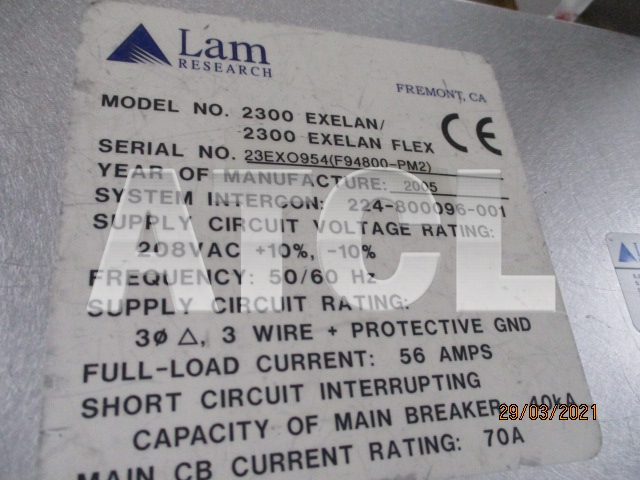 Lam
RESEARCH
FREMONT, CA
MODEL NO. 2300 EXELAN/
2300 EXELAN FLEX
CE
SERIAL NO. 23EXO954(F94800-PM2)
YEAR OF MANUFACTURE: 2005
SYSTEM INTERCON: 224-800096-001
SUPPLY CIRCUIT VOLTAGE RATING:
208VAC +10%, -10%
FREQUENCY: 50/60 Hz
SUPPLY CIRCUIT RATING:
3ø △, 3 WIRE + PROTECTIVE GND
FULL-LOAD CURRENT: 56 AMPS
SHORT CIRCUIT INTERRUPTING
CAPACITY OF MAIN BREAKER 40kA
MAIN CB CURRENT RATING: 70A
ATCL
29/03/2021